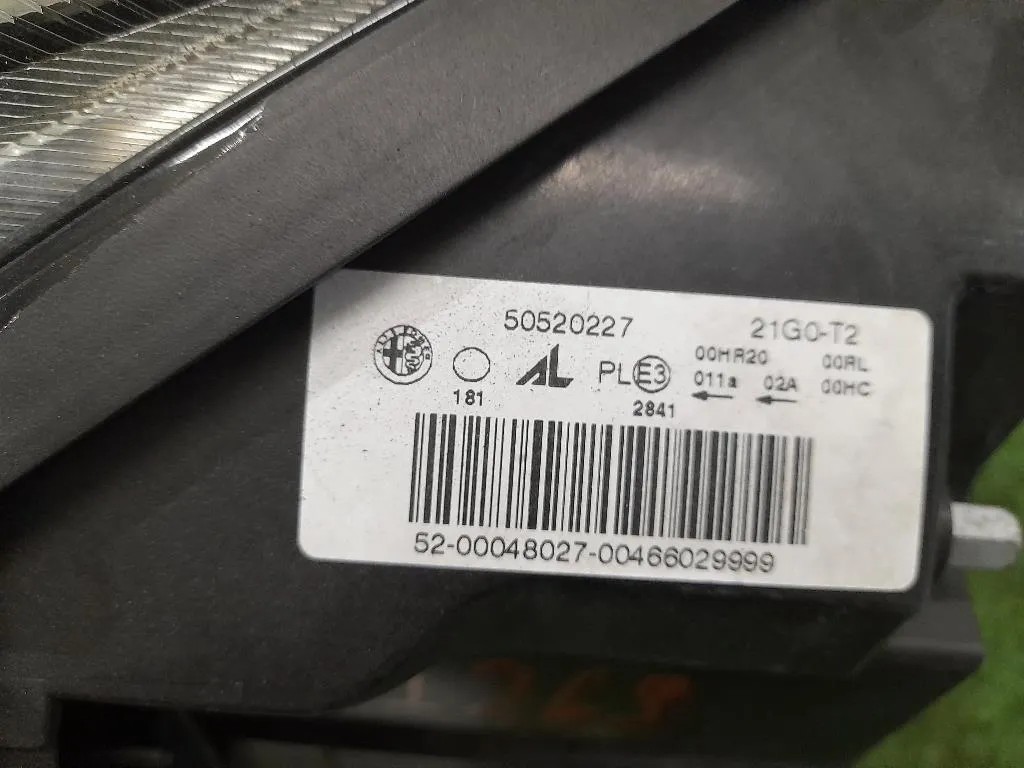 50520227
21G0-T2
AL
PL E3
00HR20 00RL
011a 02A 00HC
181
2841
52-00048027-00466029999